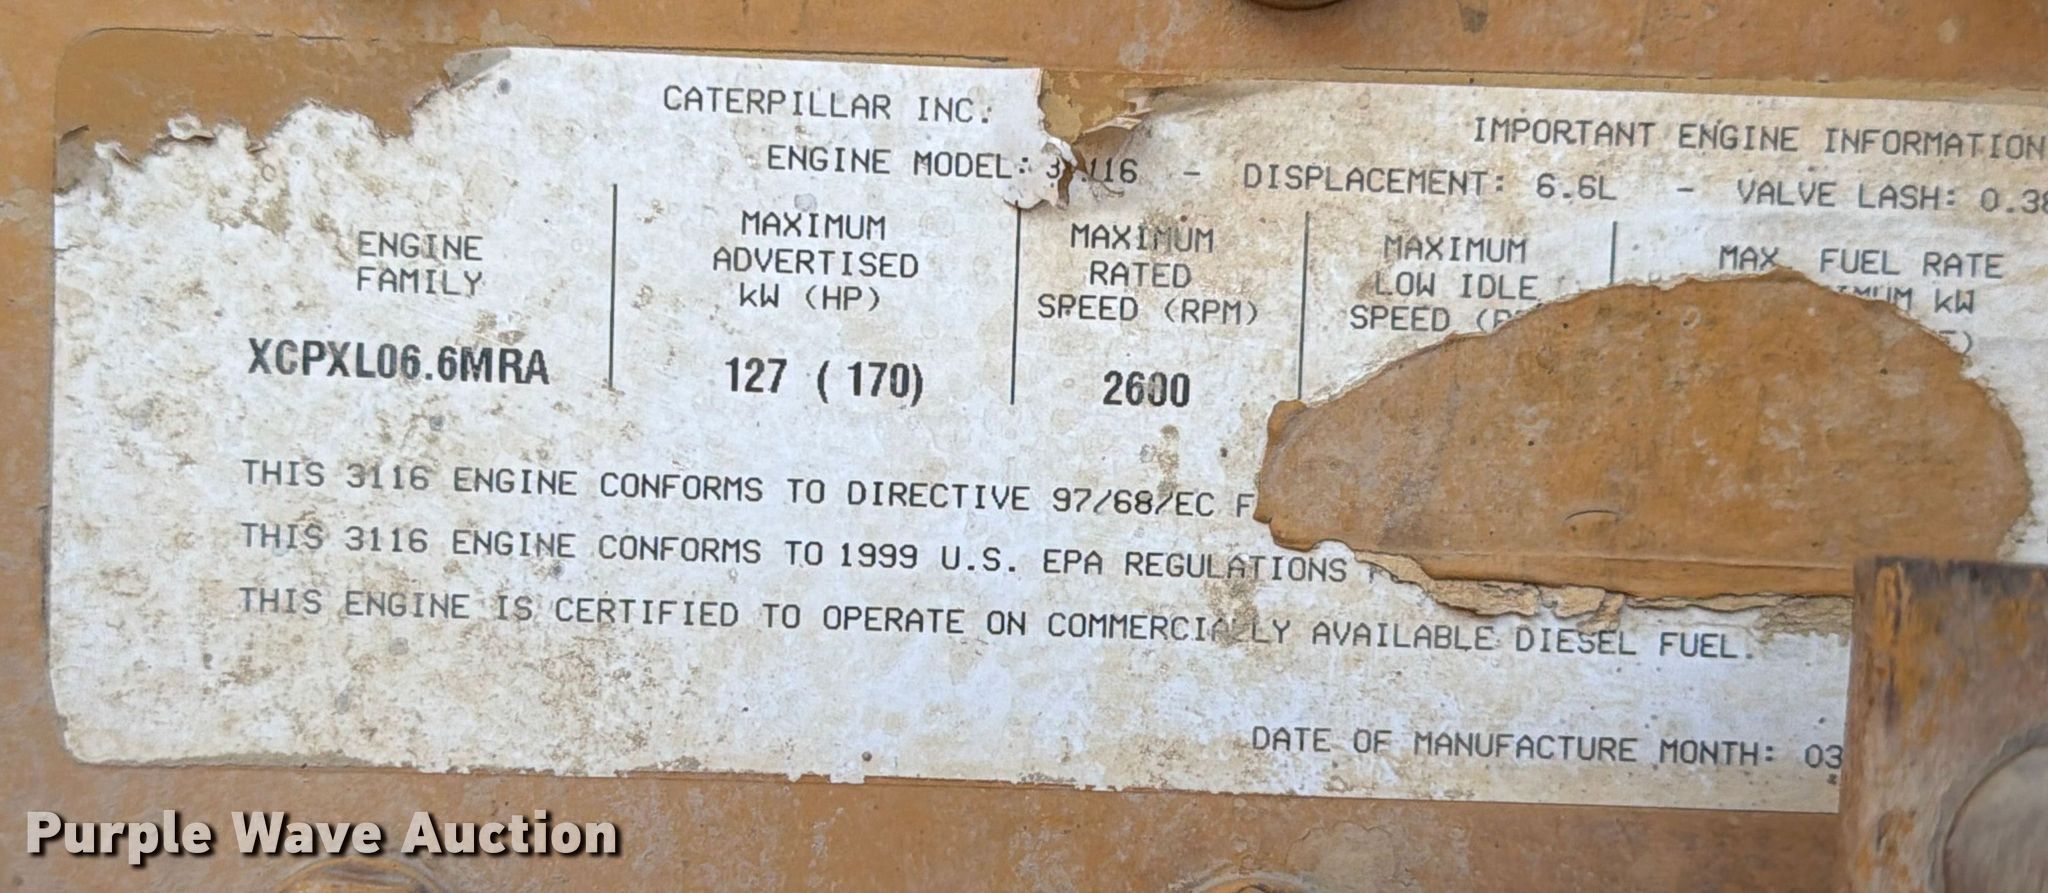 CATERPILLAR INC.
IMPORTANT ENGINE INFORMATION
ENGINE MODEL: - DISPLACEMENT: 6.6L - VALVE LASH:
ENGINE
FAMILY
XCPXL06.6MRA
MAXIMUM
ADVERTISED
kW (HP)
127 ( 170)
MAXIMUM
RATED
SPEED (RPM)
2600
MAXIMUM
LOW IDLE
SPEED
MAX FUEL RATE
kW
THIS 3116 ENGINE CONFORMS TO DIRECTIVE 97/68/EC
THIS 3116 ENGINE CONFORMS TO 1999 U.S. EPA REGULATIONS
THIS ENGINE IS CERTIFIED TO OPERATE ON COMMERCIALLY AVAILABLE DIESEL FUEL.
DATE OF MANUFACTURE MONTH: 03
Purple Wave Auction